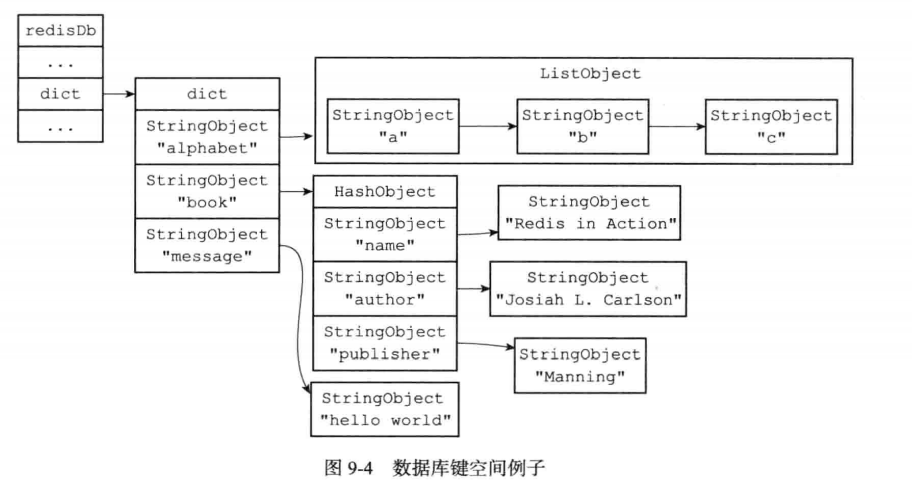 redisDb
...
dict
...
dict
StringObject
"alphabet"
StringObject
"book"
StringObject
"message"
ListObject
StringObject
"a"
StringObject
"b"
StringObject
"c"
HashObject
StringObject
"name"
StringObject
"author"
StringObject
"publisher"
StringObject
"Redis in Action"
StringObject
"Josiah L. Carlson"
StringObject
"Manning"
StringObject
"hello world"
图 9-4 数据库键空间例子